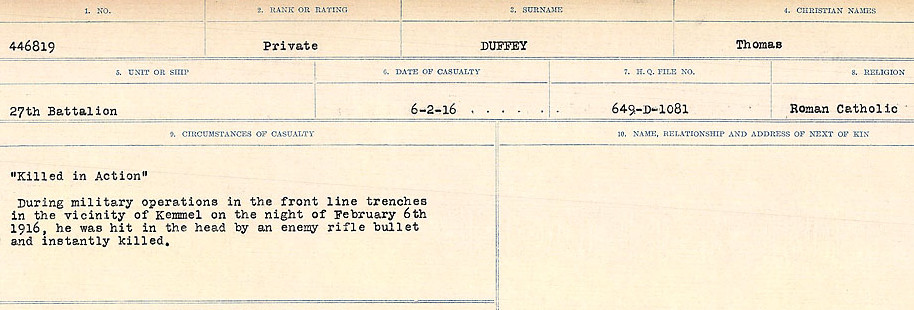 1. NO. 2. RANK OR RATING 3. SURNAME 4. CHRISTIAN NAMES
446819 Private DUFFEY Thomas
5. UNIT OR SHIP 6. DATE OF CASUALTY 7. H. Q. FILE NO. 8. RELIGION
27th Battalion 6-2-16 . . . . . . 649-D-1081 Roman Catholic
9. CIRCUMSTANCES OF CASUALTY 10. NAME, RELATIONSHIP AND ADDRESS OF NEXT OF KIN
"Killed in Action"
During military operations in the front line trenches
in the vicinity of Kemmel on the night of February 6th
1916, he was hit in the head by an enemy rifle bullet
and instantly killed.